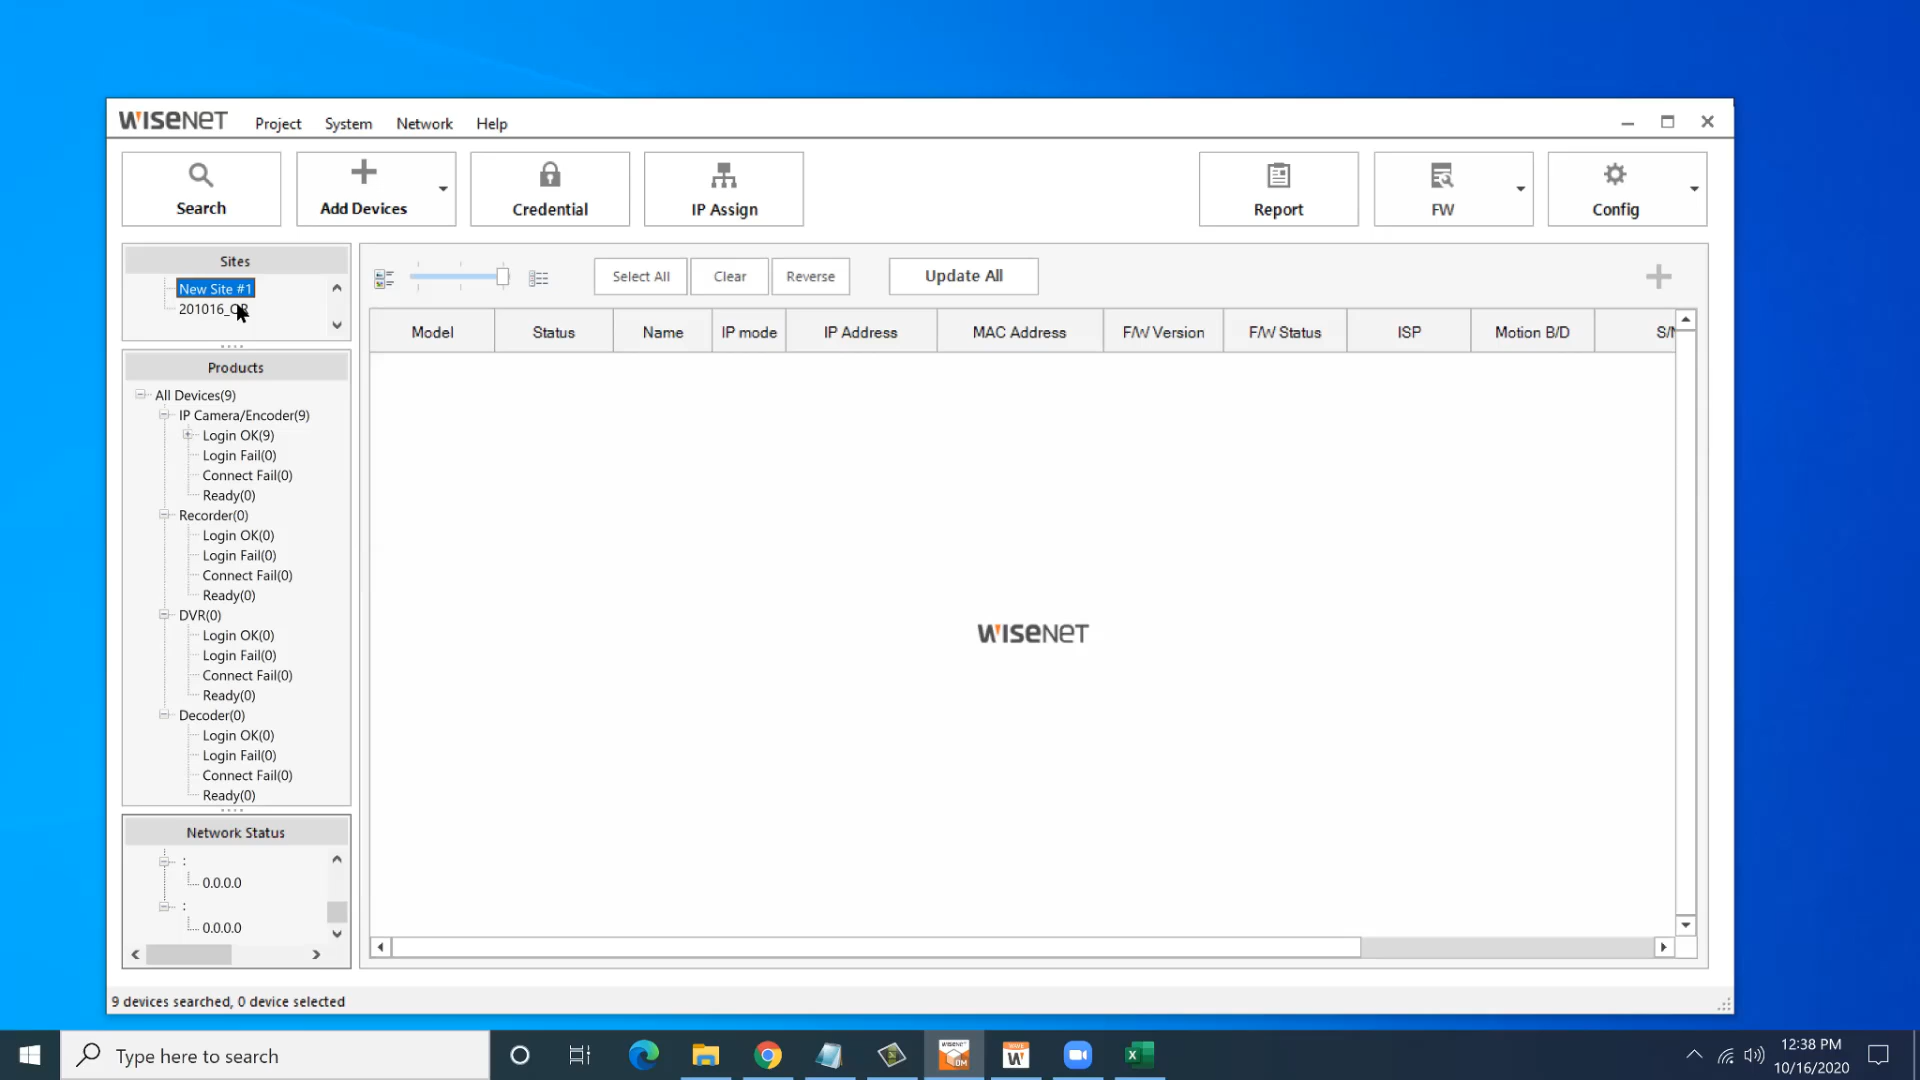 WISENET Project System Network Help
Search Add Devices Credential IP Assign Report FW Config
Sites
New Site #1
201016_
Products
All Devices(9)
IP Camera/Encoder(9)
Login OK(9)
Login Fail(0)
Connect Fail(0)
Ready(0)
Recorder(0)
Login OK(0)
Login Fail(0)
Connect Fail(0)
Ready(0)
DVR(0)
Login OK(0)
Login Fail(0)
Connect Fail(0)
Ready(0)
Decoder(0)
Login OK(0)
Login Fail(0)
Connect Fail(0)
Ready(0)
Network Status
:
0.0.0.0
:
0.0.0.0
Select All Clear Reverse Update All
Model Status Name IP mode IP Address MAC Address F/W Version F/W Status ISP Motion B/D S/
WISENET
9 devices searched, 0 device selected
Type here to search
12:38 PM
10/16/2020